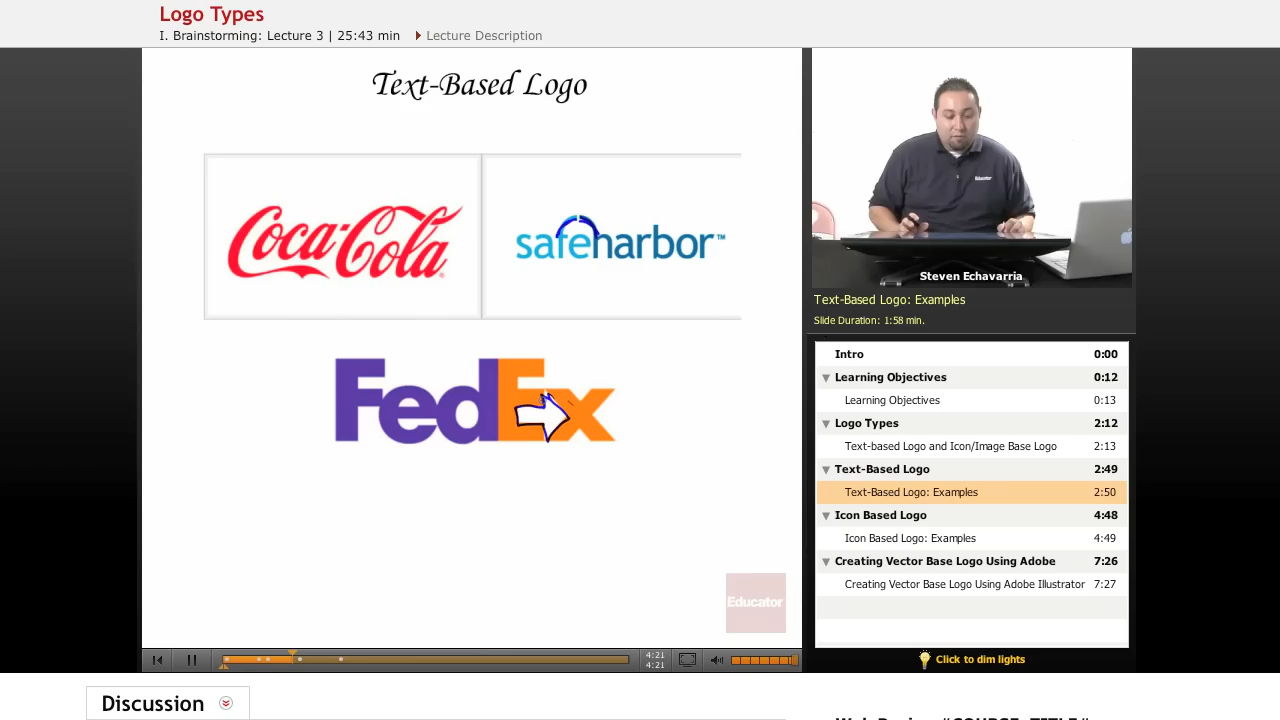 Logo Types
I. Brainstorming: Lecture 3 | 25:43 min Lecture Description
Text-Based Logo
Coca-Cola
safeharbor™
FedEx
Educator
Educator
Steven Echavarria
Text-Based Logo: Examples
Slide Duration: 1:58 min.
Intro 0:00
Learning Objectives 0:12
Learning Objectives 0:13
Logo Types 2:12
Text-based Logo and Icon/Image Base Logo 2:13
Text-Based Logo 2:49
Text-Based Logo: Examples 2:50
Icon Based Logo 4:48
Icon Based Logo: Examples 4:49
Creating Vector Base Logo Using Adobe 7:26
Creating Vector Base Logo Using Adobe Illustrator 7:27
4:21
4:21
Click to dim lights
Discussion